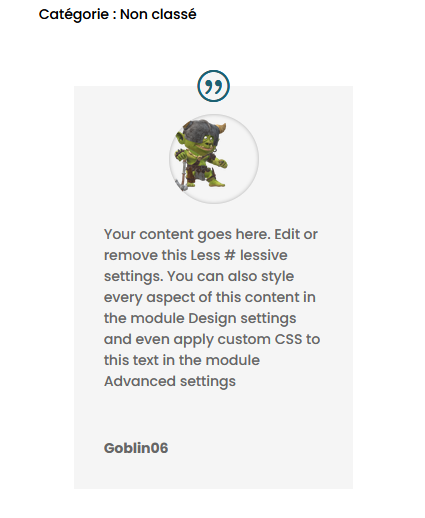 Catégorie : Non classé
Your content goes here. Edit or
remove this Less # lessive
settings. You can also style
every aspect of this content in
the module Design settings
and even apply custom CSS to
this text in the module
Advanced settings
Goblin06